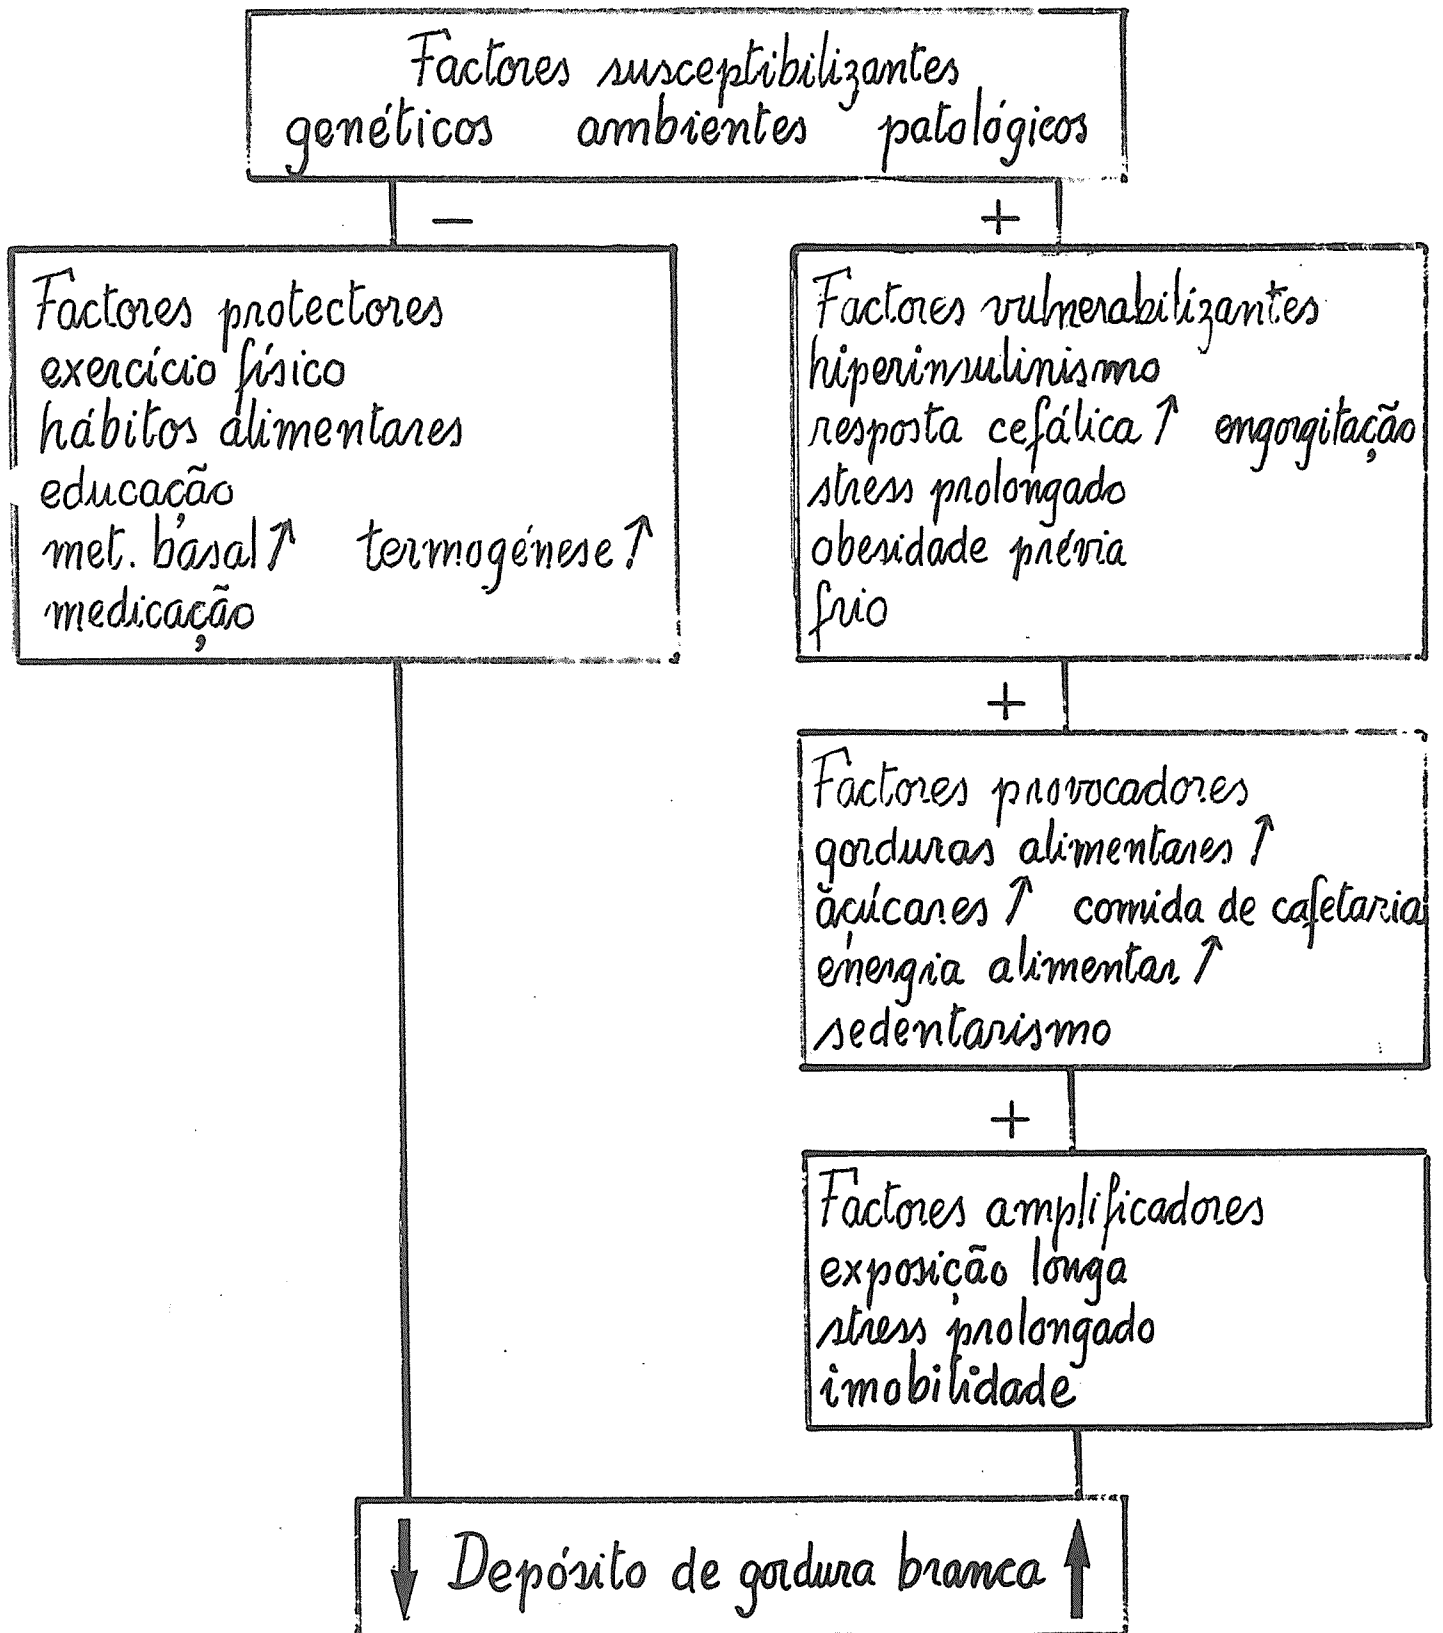 Factores susceptibilizantes
genéticos ambientes patológicos
−
+
Factores protectores
exercício físico
hábitos alimentares
educação
met. basal ↑ termogénese ↑
medicação
Factores vulnerabilizantes
hiperinsulinismo
resposta cefálica ↑ engorgitação
stress prolongado
obesidade prévia
frio
+
Factores provocadores
gorduras alimentares ↑
açúcares ↑ comida de cafetaria
energia alimentar ↑
sedentarismo
+
Factores amplificadores
exposição longa
stress prolongado
imobilidade
↓ Depósito de gordura branca ↑